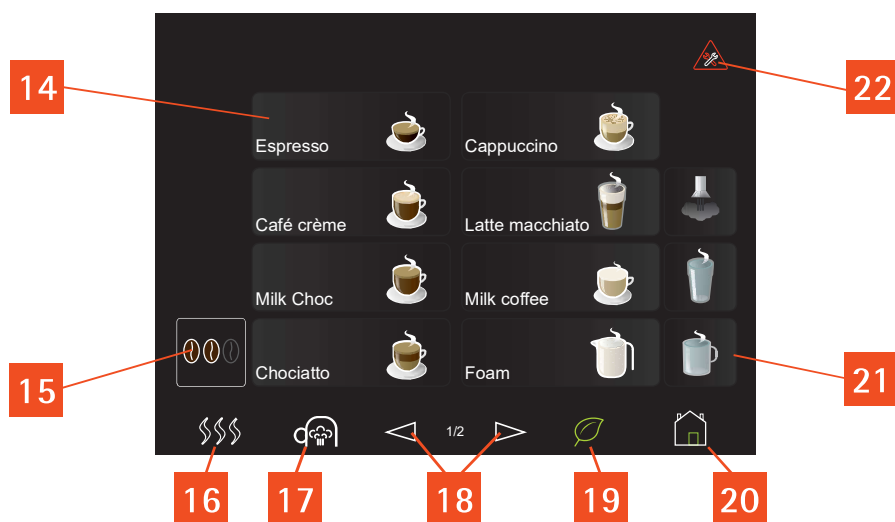 14
22
Espresso
Cappuccino
Café crème
Latte macchiato
Milk Choc
Milk coffee
15
Chociatto
Foam
21
1/2
16
17
18
19
20